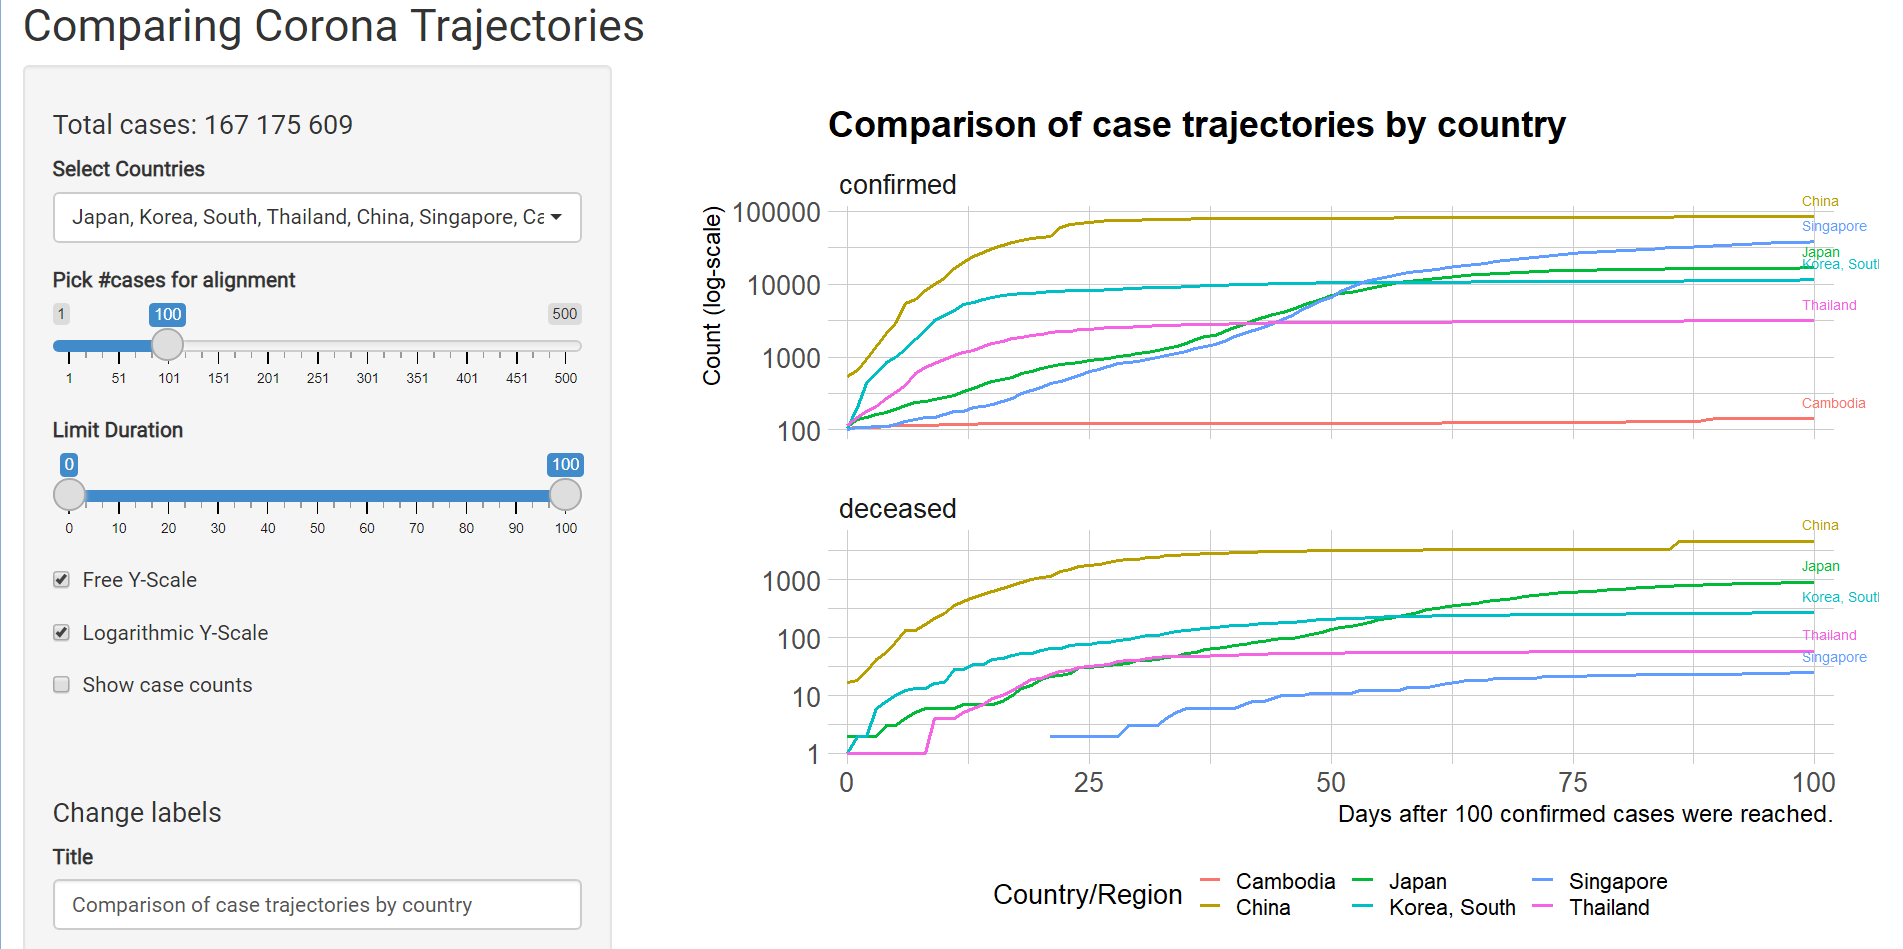 Comparing Corona Trajectories
Total cases: 167 175 609
Select Countries
Japan, Korea, South, Thailand, China, Singapore, Ca
Pick #cases for alignment
1 100 500
1 51 101 151 201 251 301 351 401 451 500
Limit Duration
0 100
0 10 20 30 40 50 60 70 80 90 100
Free Y-Scale
Logarithmic Y-Scale
Show case counts
Change labels
Title
Comparison of case trajectories by country
Comparison of case trajectories by country
confirmed
Count (log-scale)
100000
10000
1000
100
China
Singapore
Japan
Korea, Sout
Thailand
Cambodia
deceased
1000
100
10
1
China
Japan
Korea, Sout
Thailand
Singapore
0 25 50 75 100
Days after 100 confirmed cases were reached.
Country/Region
Cambodia Japan Singapore
China Korea, South Thailand